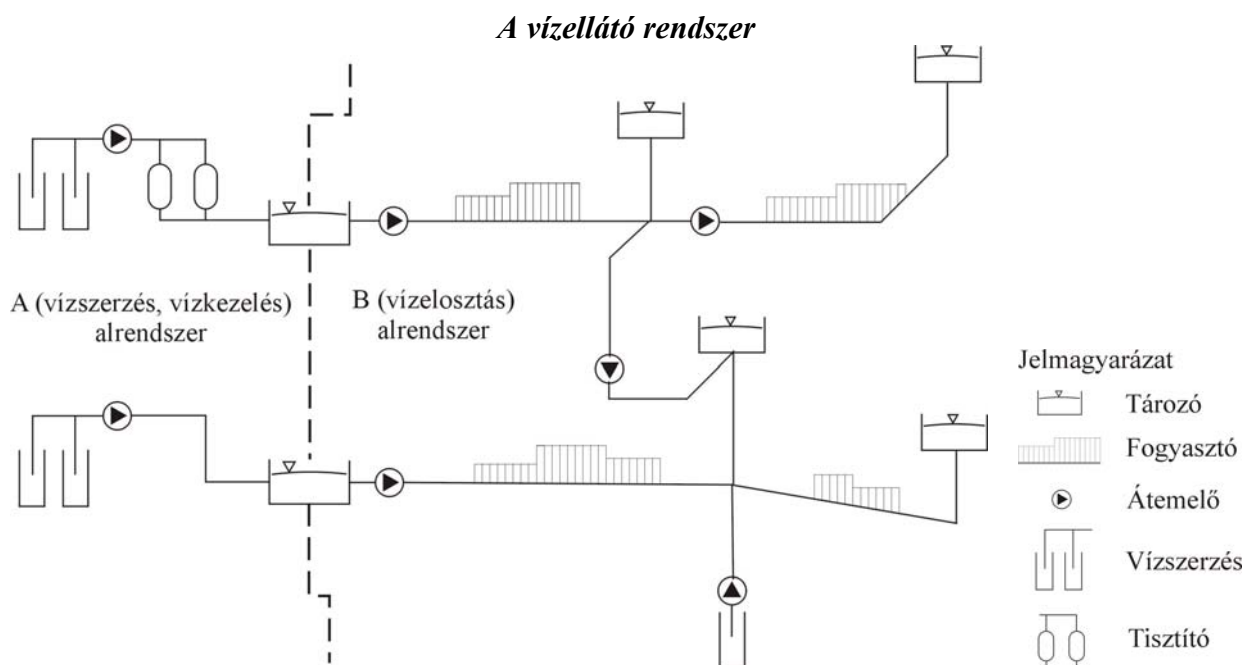 A vízellátó rendszer
A (vízszerzés, vízkezelés)
alrendszer
B (vízelosztás)
alrendszer
Jelmagyarázat
Tározó
Fogyasztó
Átemelő
Vízszerzés
Tisztító